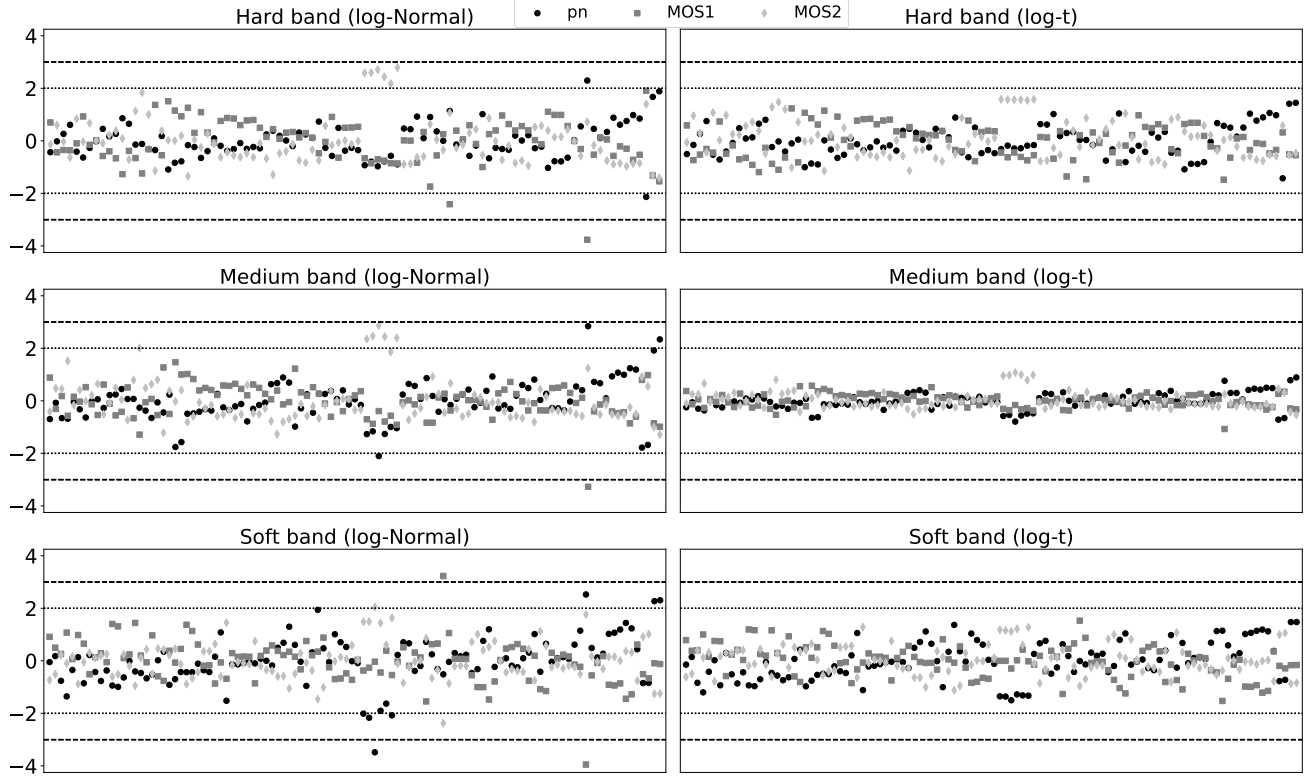 Hard band (log-Normal)
pn MOS1 MOS2
Hard band (log-t)
4
2
0
−2
−4
Medium band (log-Normal)
Medium band (log-t)
4
2
0
−2
−4
Soft band (log-Normal)
Soft band (log-t)
4
2
0
−2
−4